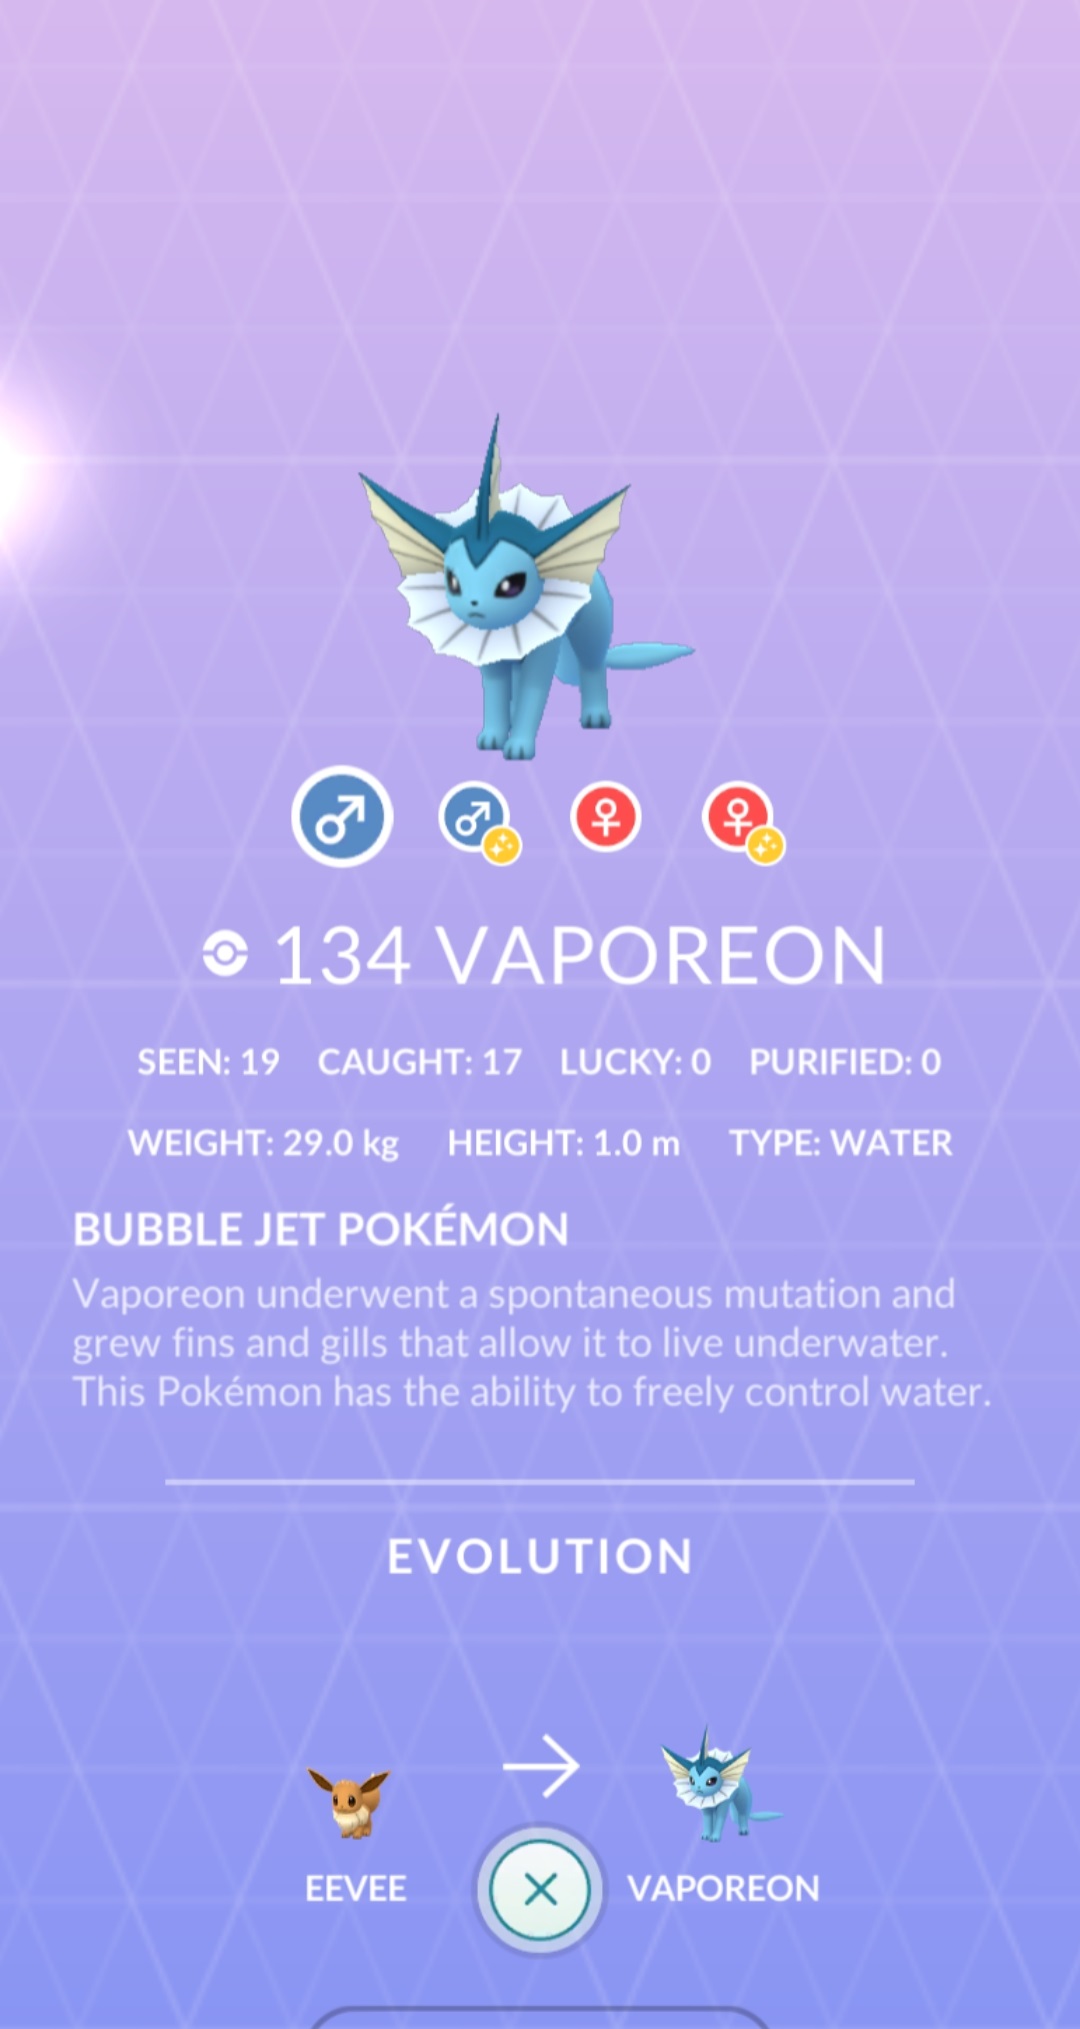 134 VAPOREON
SEEN: 19 CAUGHT: 17 LUCKY: 0 PURIFIED: 0
WEIGHT: 29.0 kg HEIGHT: 1.0 m TYPE: WATER
BUBBLE JET POKÉMON
Vaporeon underwent a spontaneous mutation and
grew fins and gills that allow it to live underwater.
This Pokémon has the ability to freely control water.
EVOLUTION
EEVEE VAPOREON